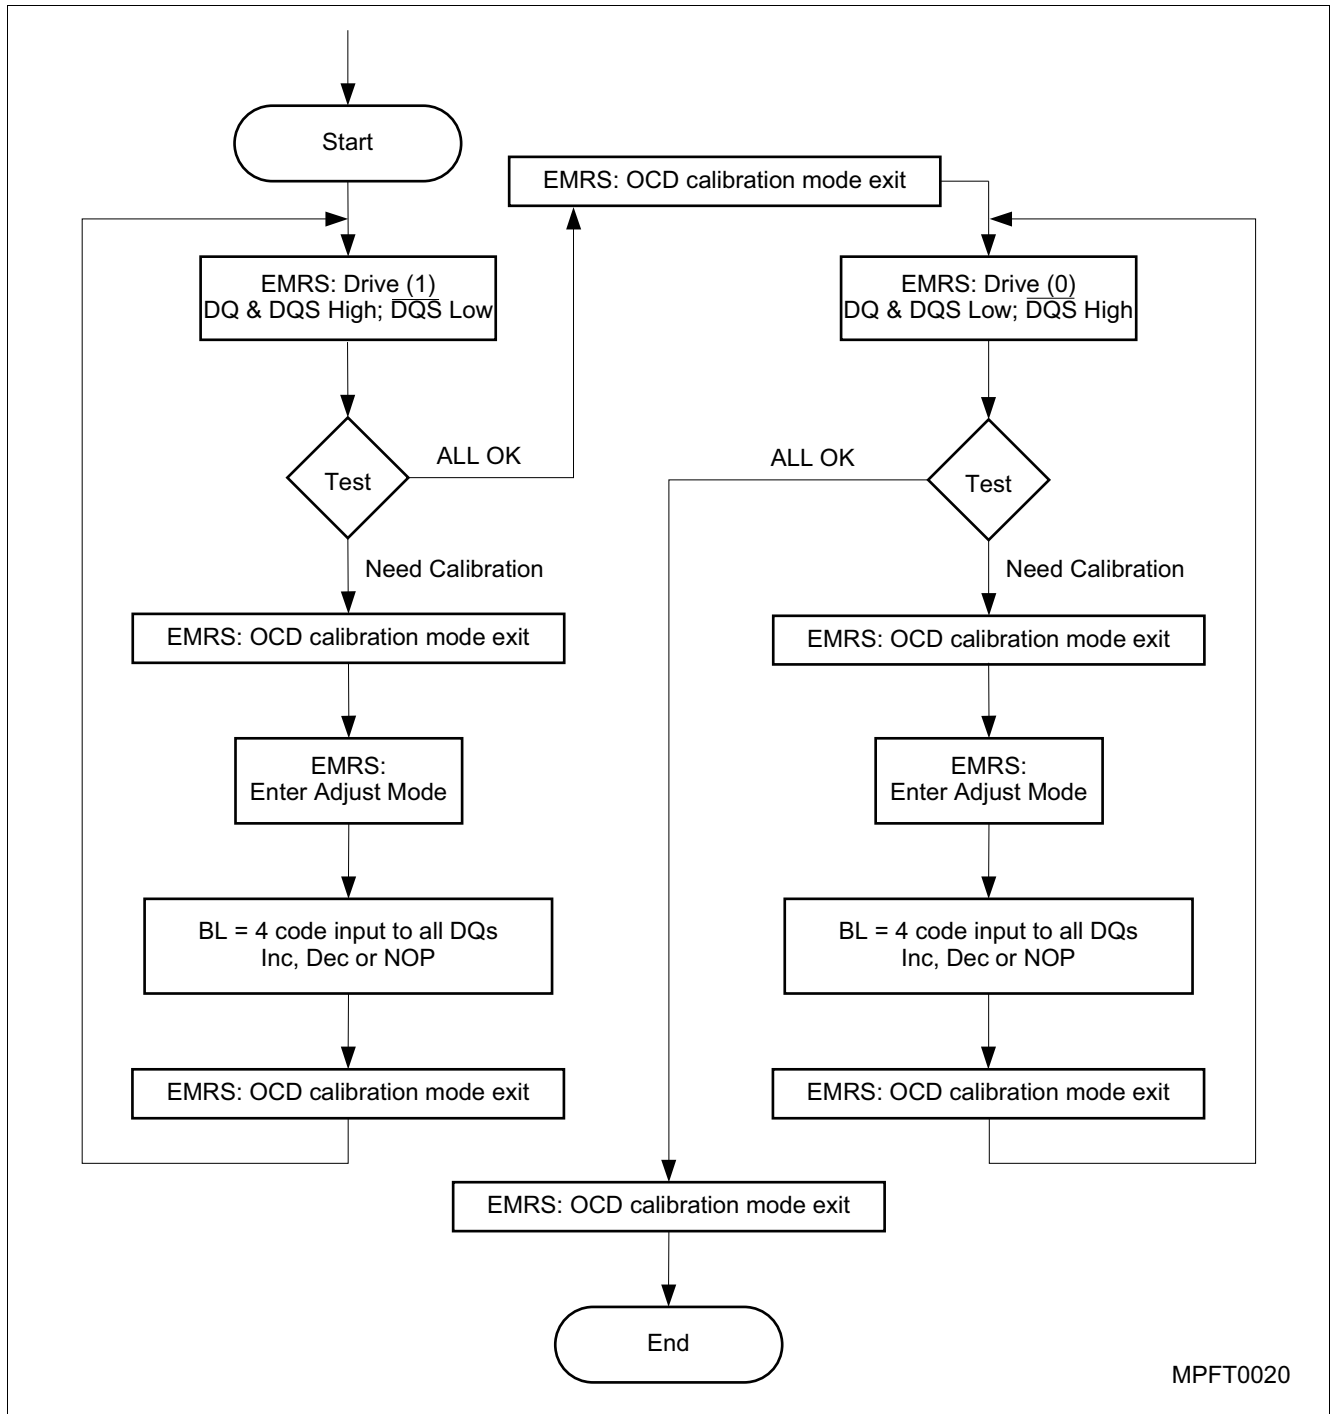 Start
EMRS: OCD calibration mode exit
EMRS: Drive (1)
DQ & DQS High; D̅Q̅S̅ Low
EMRS: Drive (0)
DQ & DQS Low; D̅Q̅S̅ High
Test
ALL OK
ALL OK
Test
Need Calibration
Need Calibration
EMRS: OCD calibration mode exit
EMRS: OCD calibration mode exit
EMRS:
Enter Adjust Mode
EMRS:
Enter Adjust Mode
BL = 4 code input to all DQs
Inc, Dec or NOP
BL = 4 code input to all DQs
Inc, Dec or NOP
EMRS: OCD calibration mode exit
EMRS: OCD calibration mode exit
EMRS: OCD calibration mode exit
End
MPFT0020